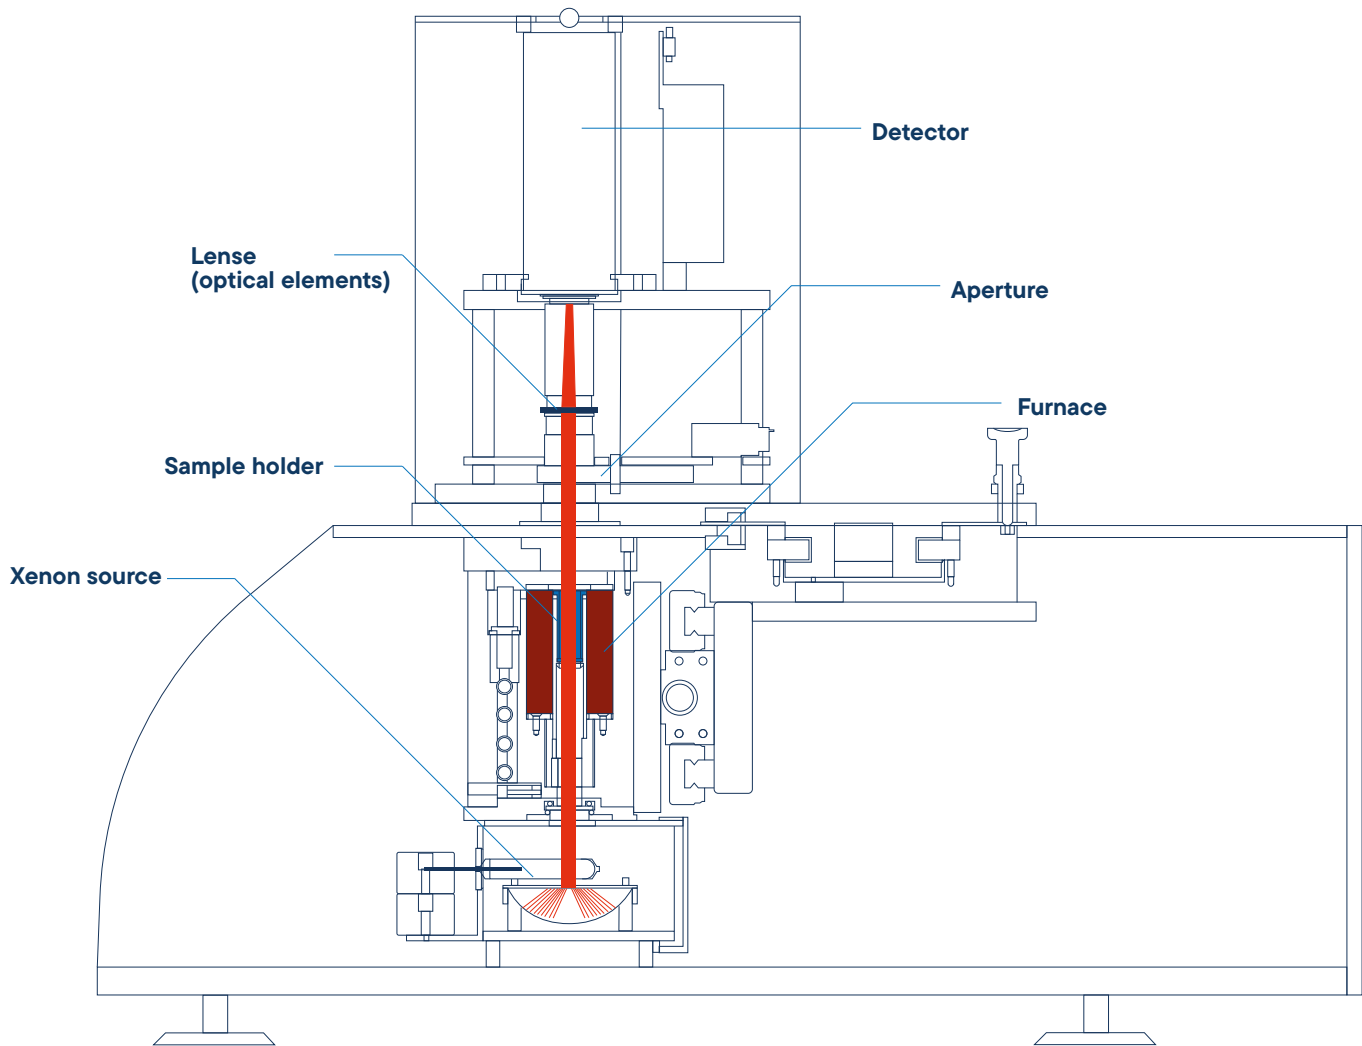 Detector
Lense
(optical elements)
Aperture
Furnace
Sample holder
Xenon source